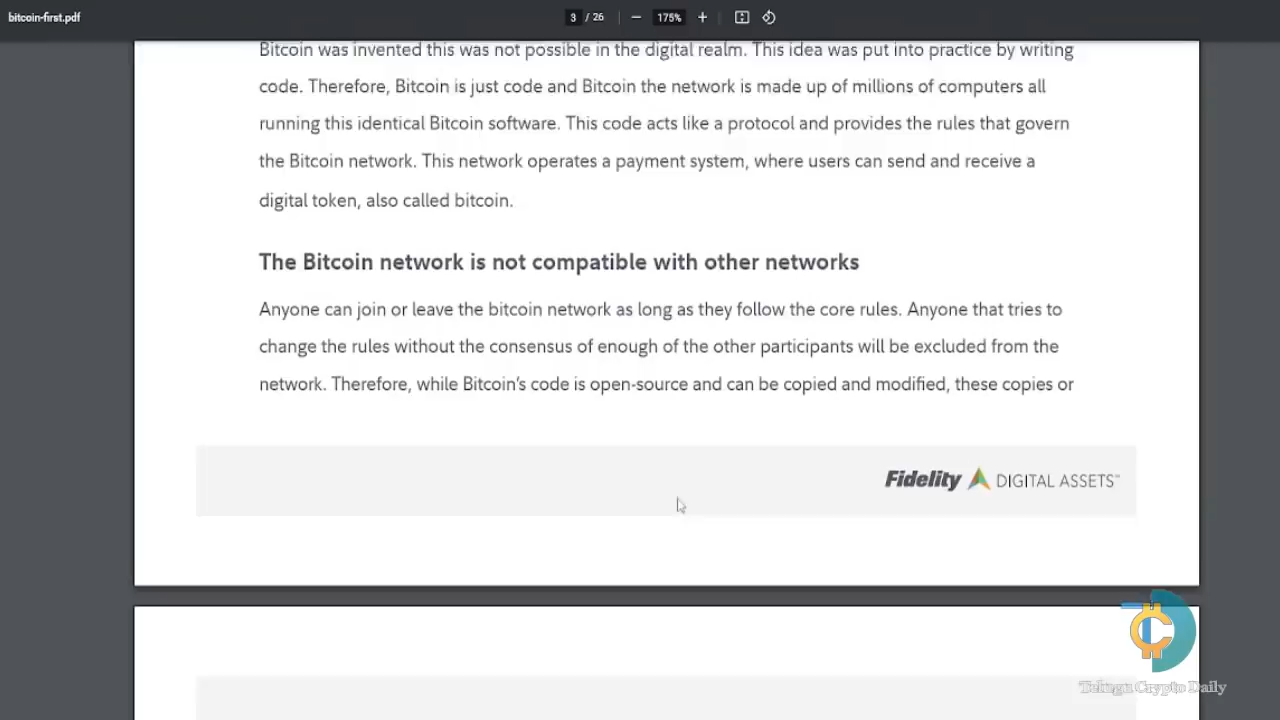 bitcoin-first.pdf
3 / 26
175%
Bitcoin was invented this was not possible in the digital realm. This idea was put into practice by writing
code. Therefore, Bitcoin is just code and Bitcoin the network is made up of millions of computers all
running this identical Bitcoin software. This code acts like a protocol and provides the rules that govern
the Bitcoin network. This network operates a payment system, where users can send and receive a
digital token, also called bitcoin.
The Bitcoin network is not compatible with other networks
Anyone can join or leave the bitcoin network as long as they follow the core rules. Anyone that tries to
change the rules without the consensus of enough of the other participants will be excluded from the
network. Therefore, while Bitcoin’s code is open-source and can be copied and modified, these copies or
Fidelity DIGITAL ASSETS℠
Telugu Crypto Daily